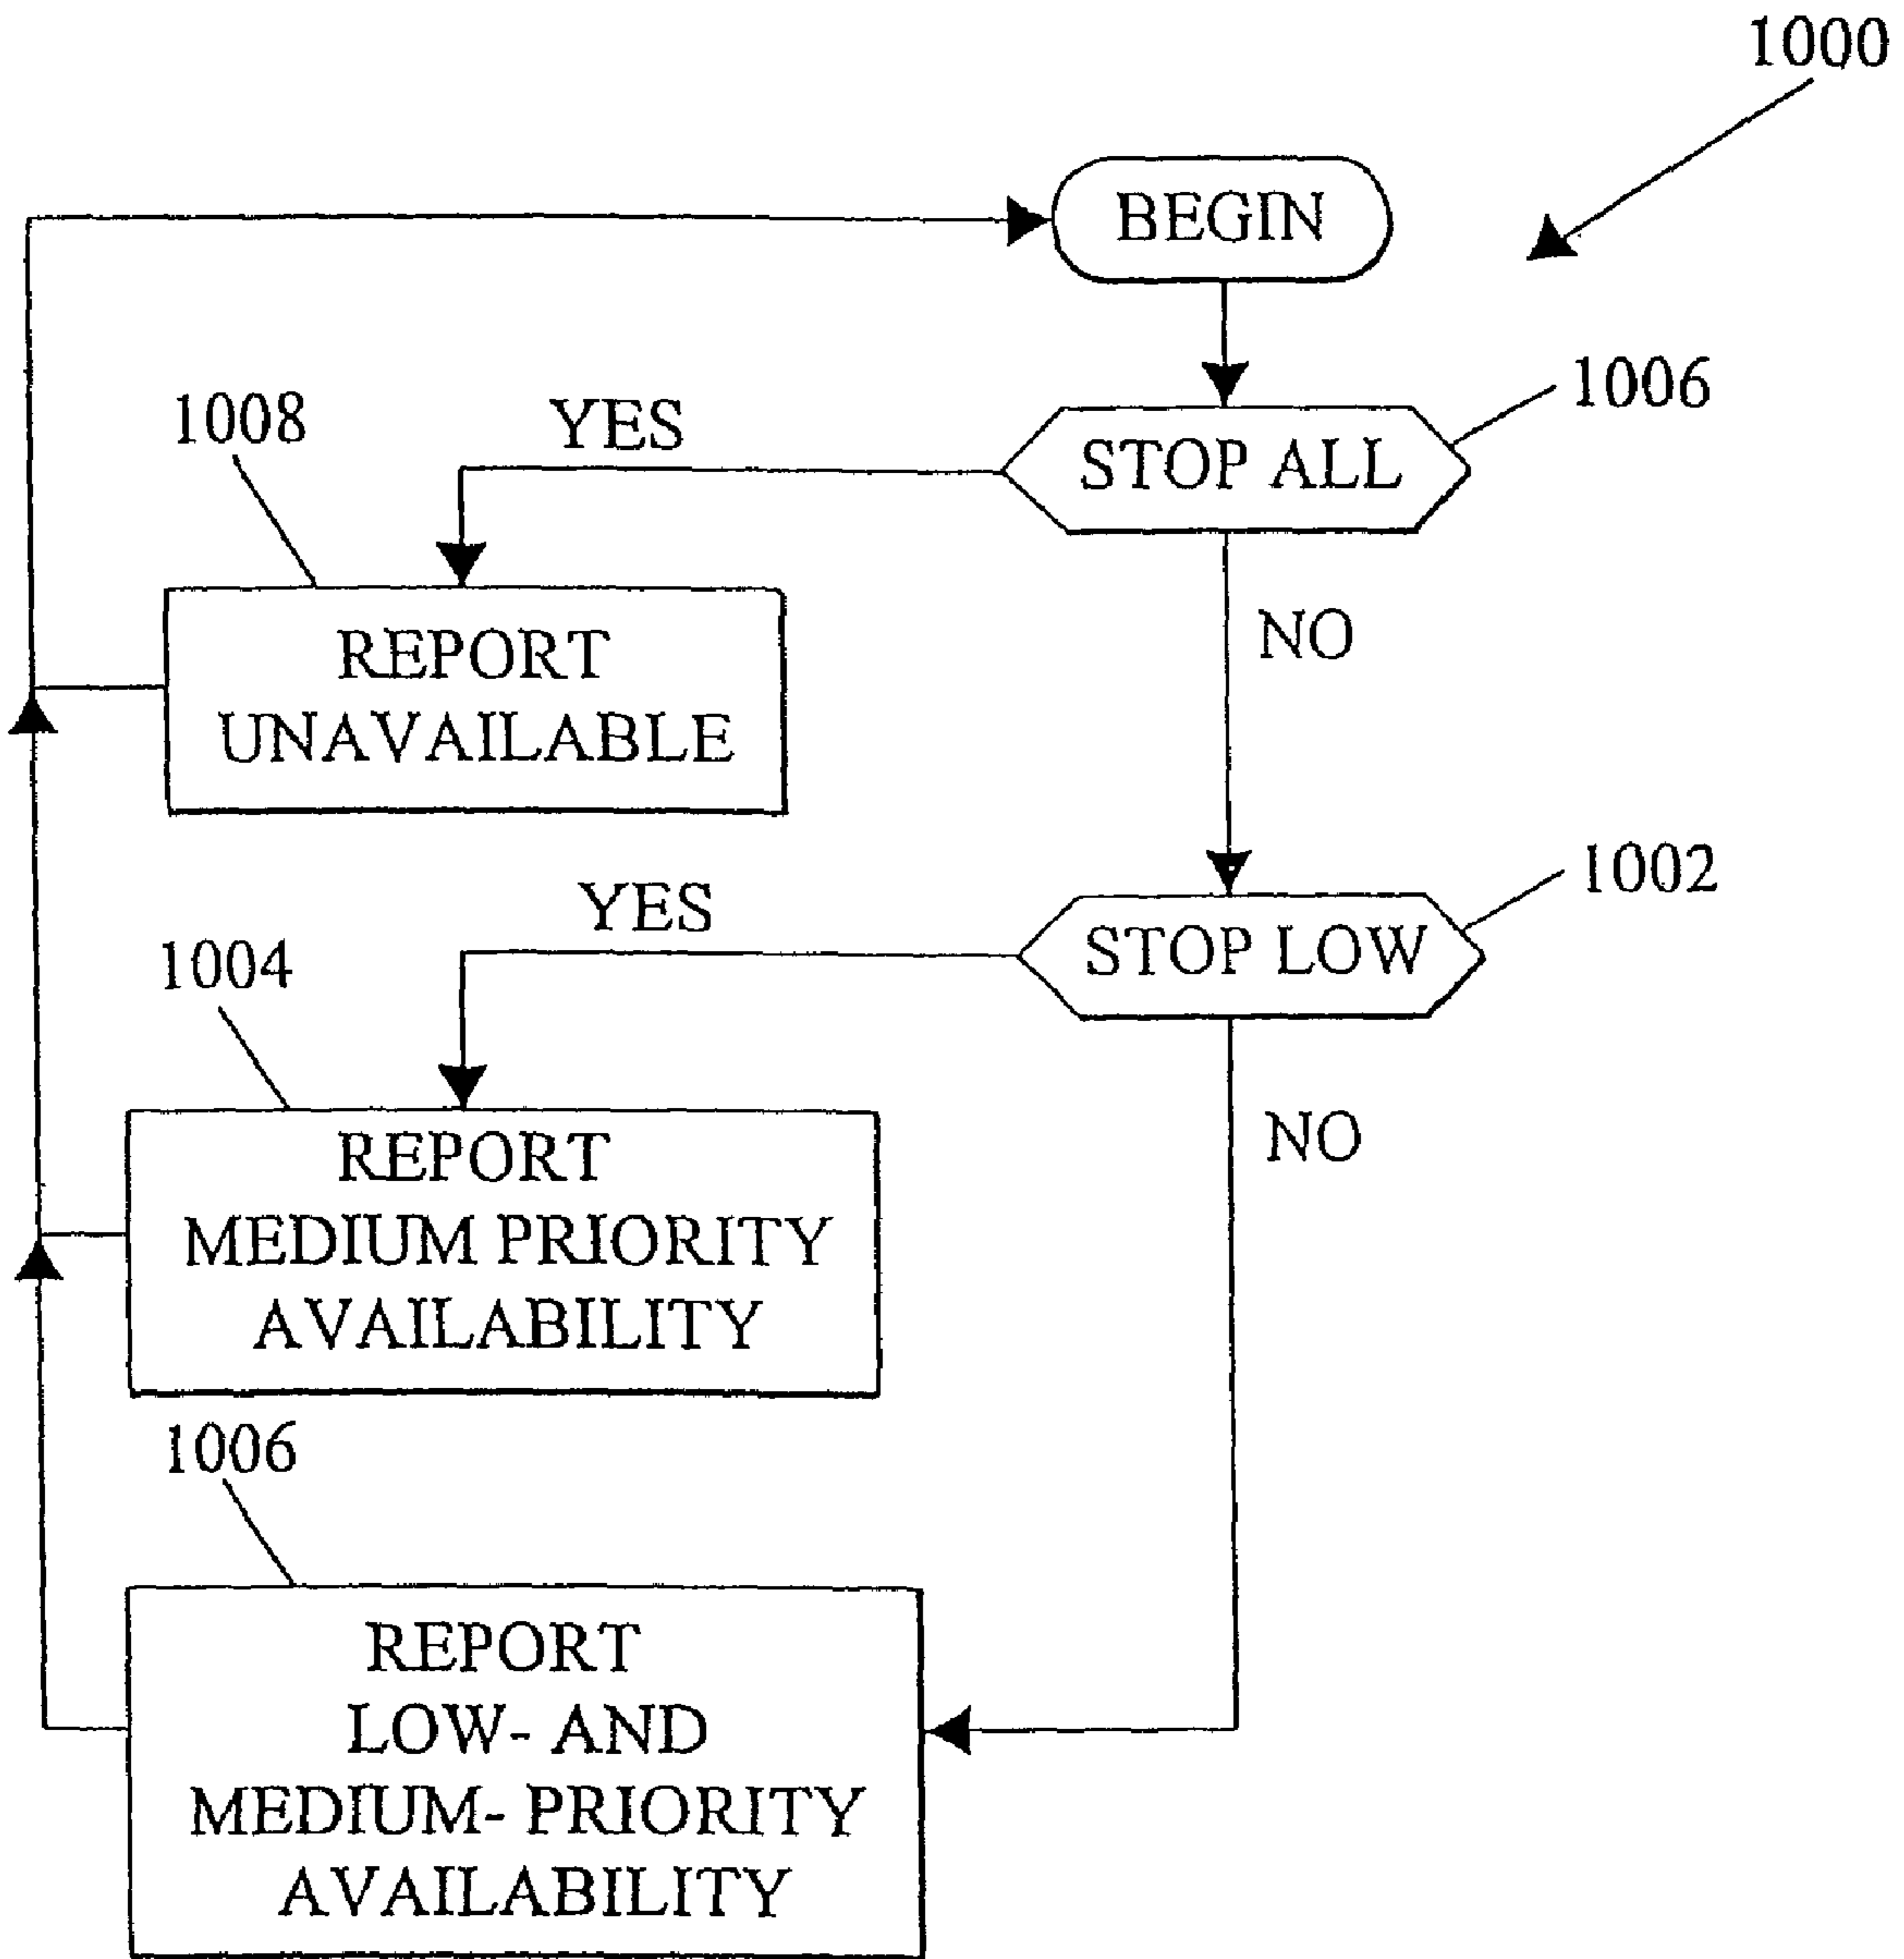 1000
BEGIN
1006
STOP ALL
YES
1008
NO
REPORT
UNAVAILABLE
1002
STOP LOW
YES
1004
NO
REPORT
MEDIUM PRIORITY
AVAILABILITY
1006
REPORT
LOW- AND
MEDIUM- PRIORITY
AVAILABILITY